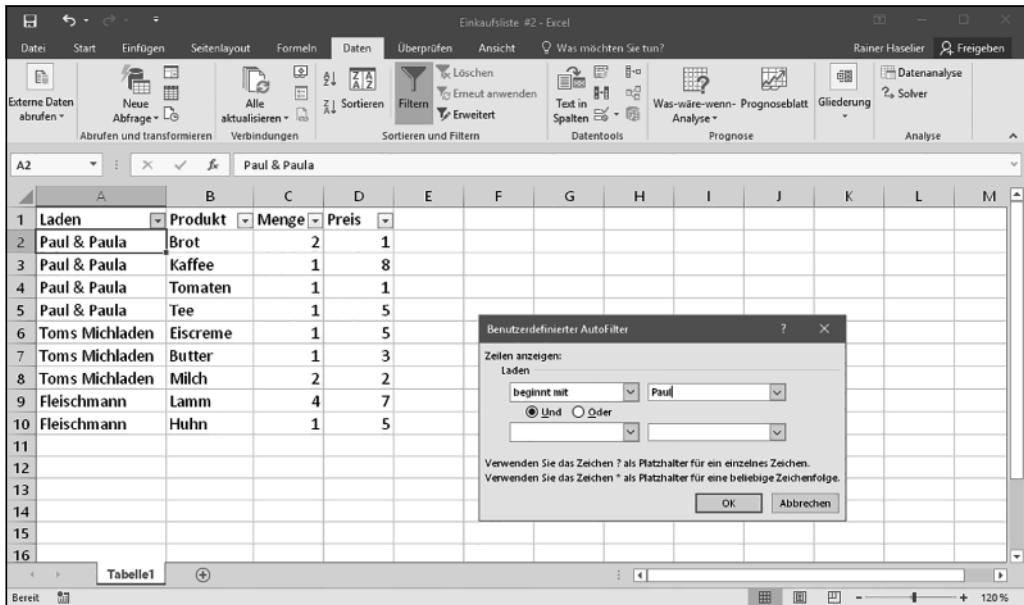 Einkaufsliste #2 - Excel
Datei Start Einfügen Seitenlayout Formeln Daten Überprüfen Ansicht Was möchten Sie tun? Rainer Haselier Freigeben
Externe Daten abrufen
Neue Abfrage
Alle aktualisieren
Sortieren
Filtern
Löschen
Erneut anwenden
Erweitert
Text in Spalten
Was-wäre-wenn-Analyse
Prognoseblatt
Gliederung
Datenanalyse
Solver
Abrufen und transformieren Verbindungen Sortieren und Filtern Datentools Prognose Analyse
A2 fx Paul & Paula
A B C D E F G H I J K L M
1 Laden Produkt Menge Preis
2 Paul & Paula Brot 2 1
3 Paul & Paula Kaffee 1 8
4 Paul & Paula Tomaten 1 1
5 Paul & Paula Tee 1 5
6 Toms Michladen Eiscreme 1 5
7 Toms Michladen Butter 1 3
8 Toms Michladen Milch 2 2
9 Fleischmann Lamm 4 7
10 Fleischmann Huhn 1 5
11
12
13
14
15
16
Benutzerdefinierter AutoFilter ?
Zeilen anzeigen:
Laden
beginnt mit Paul
Und Oder
Verwenden Sie das Zeichen ? als Platzhalter für ein einzelnes Zeichen.
Verwenden Sie das Zeichen * als Platzhalter für eine beliebige Zeichenfolge.
OK Abbrechen
Tabelle1
Bereit 120 %